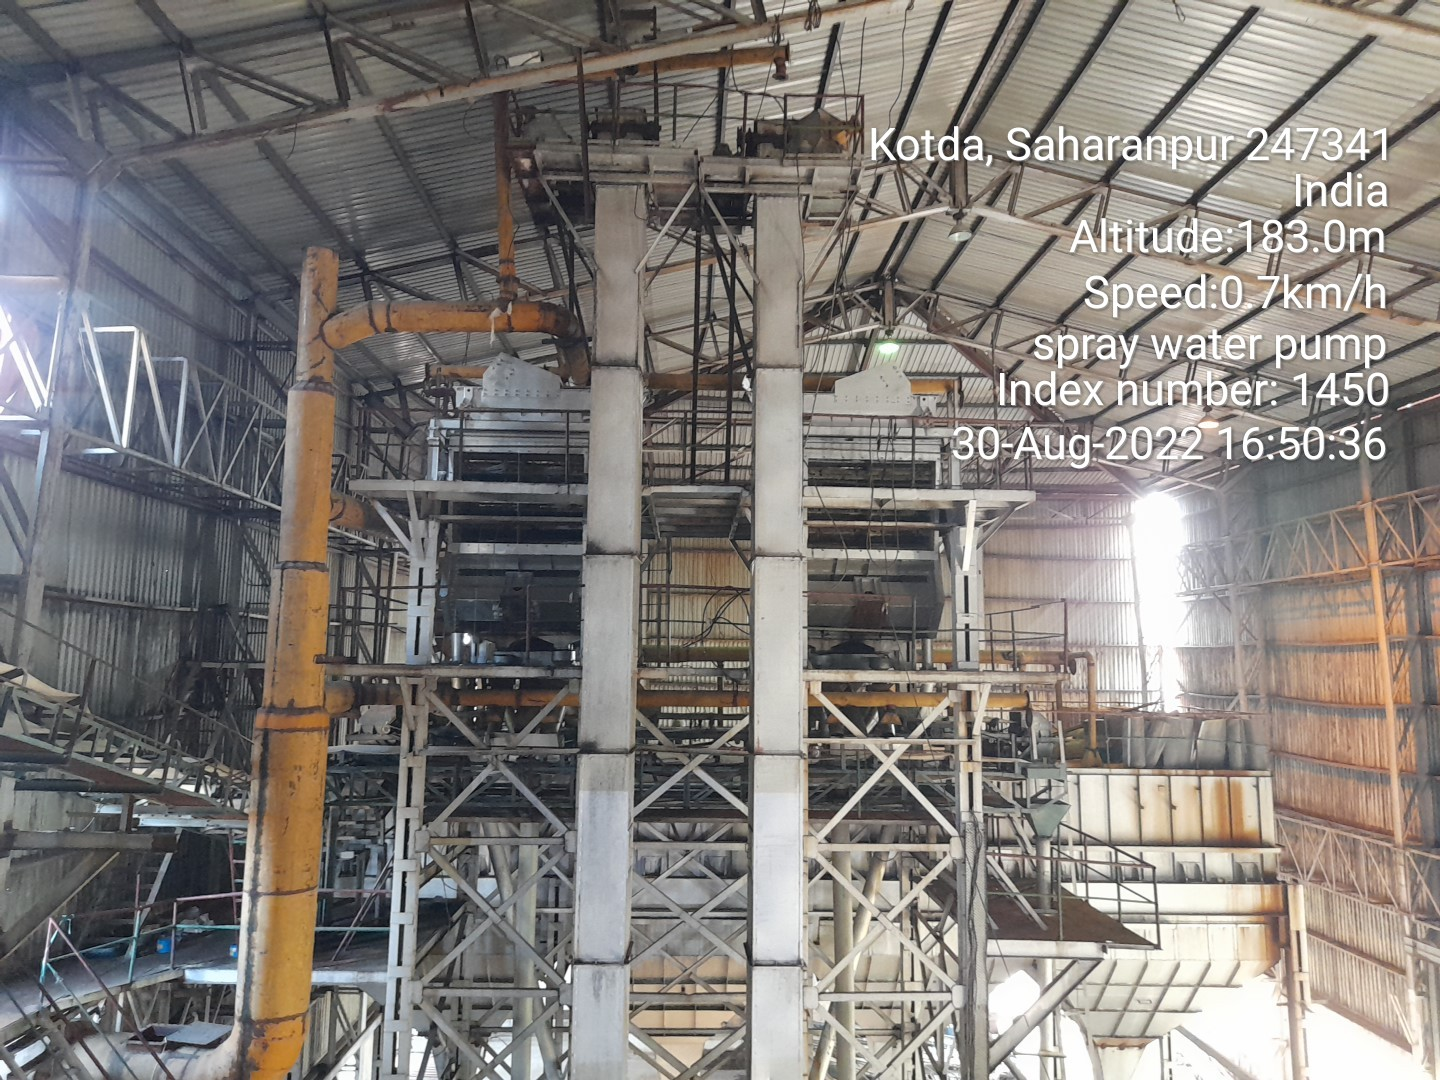 Kotda, Saharanpur 247341
India
Altitude:183.0m
Speed:0.7km/h
spray water pump
Index number: 1450
30-Aug-2022 16:50:36